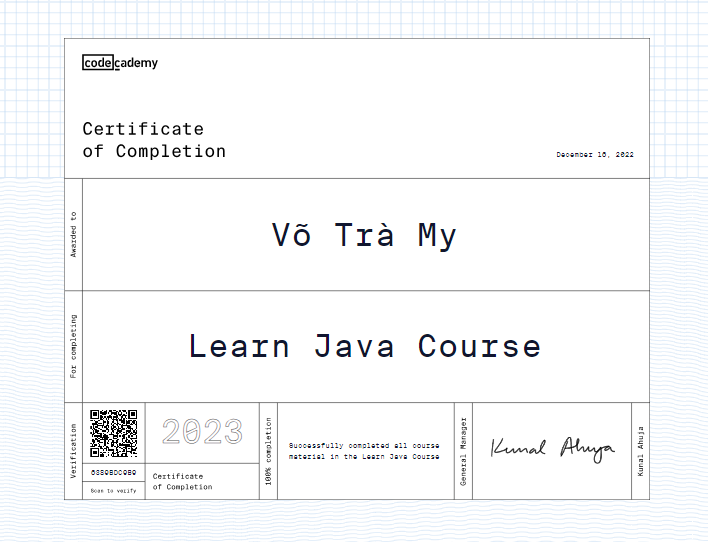 codecademy
Certificate
of Completion
December 16, 2022
Awarded to
Võ Trà My
For completing
Learn Java Course
Verification
Scan to verify
2023
Certificate
of Completion
100% completion
Successfully completed all course
material in the Learn Java Course
General Manager
Kunal Ahuja
Kunal Ahuja